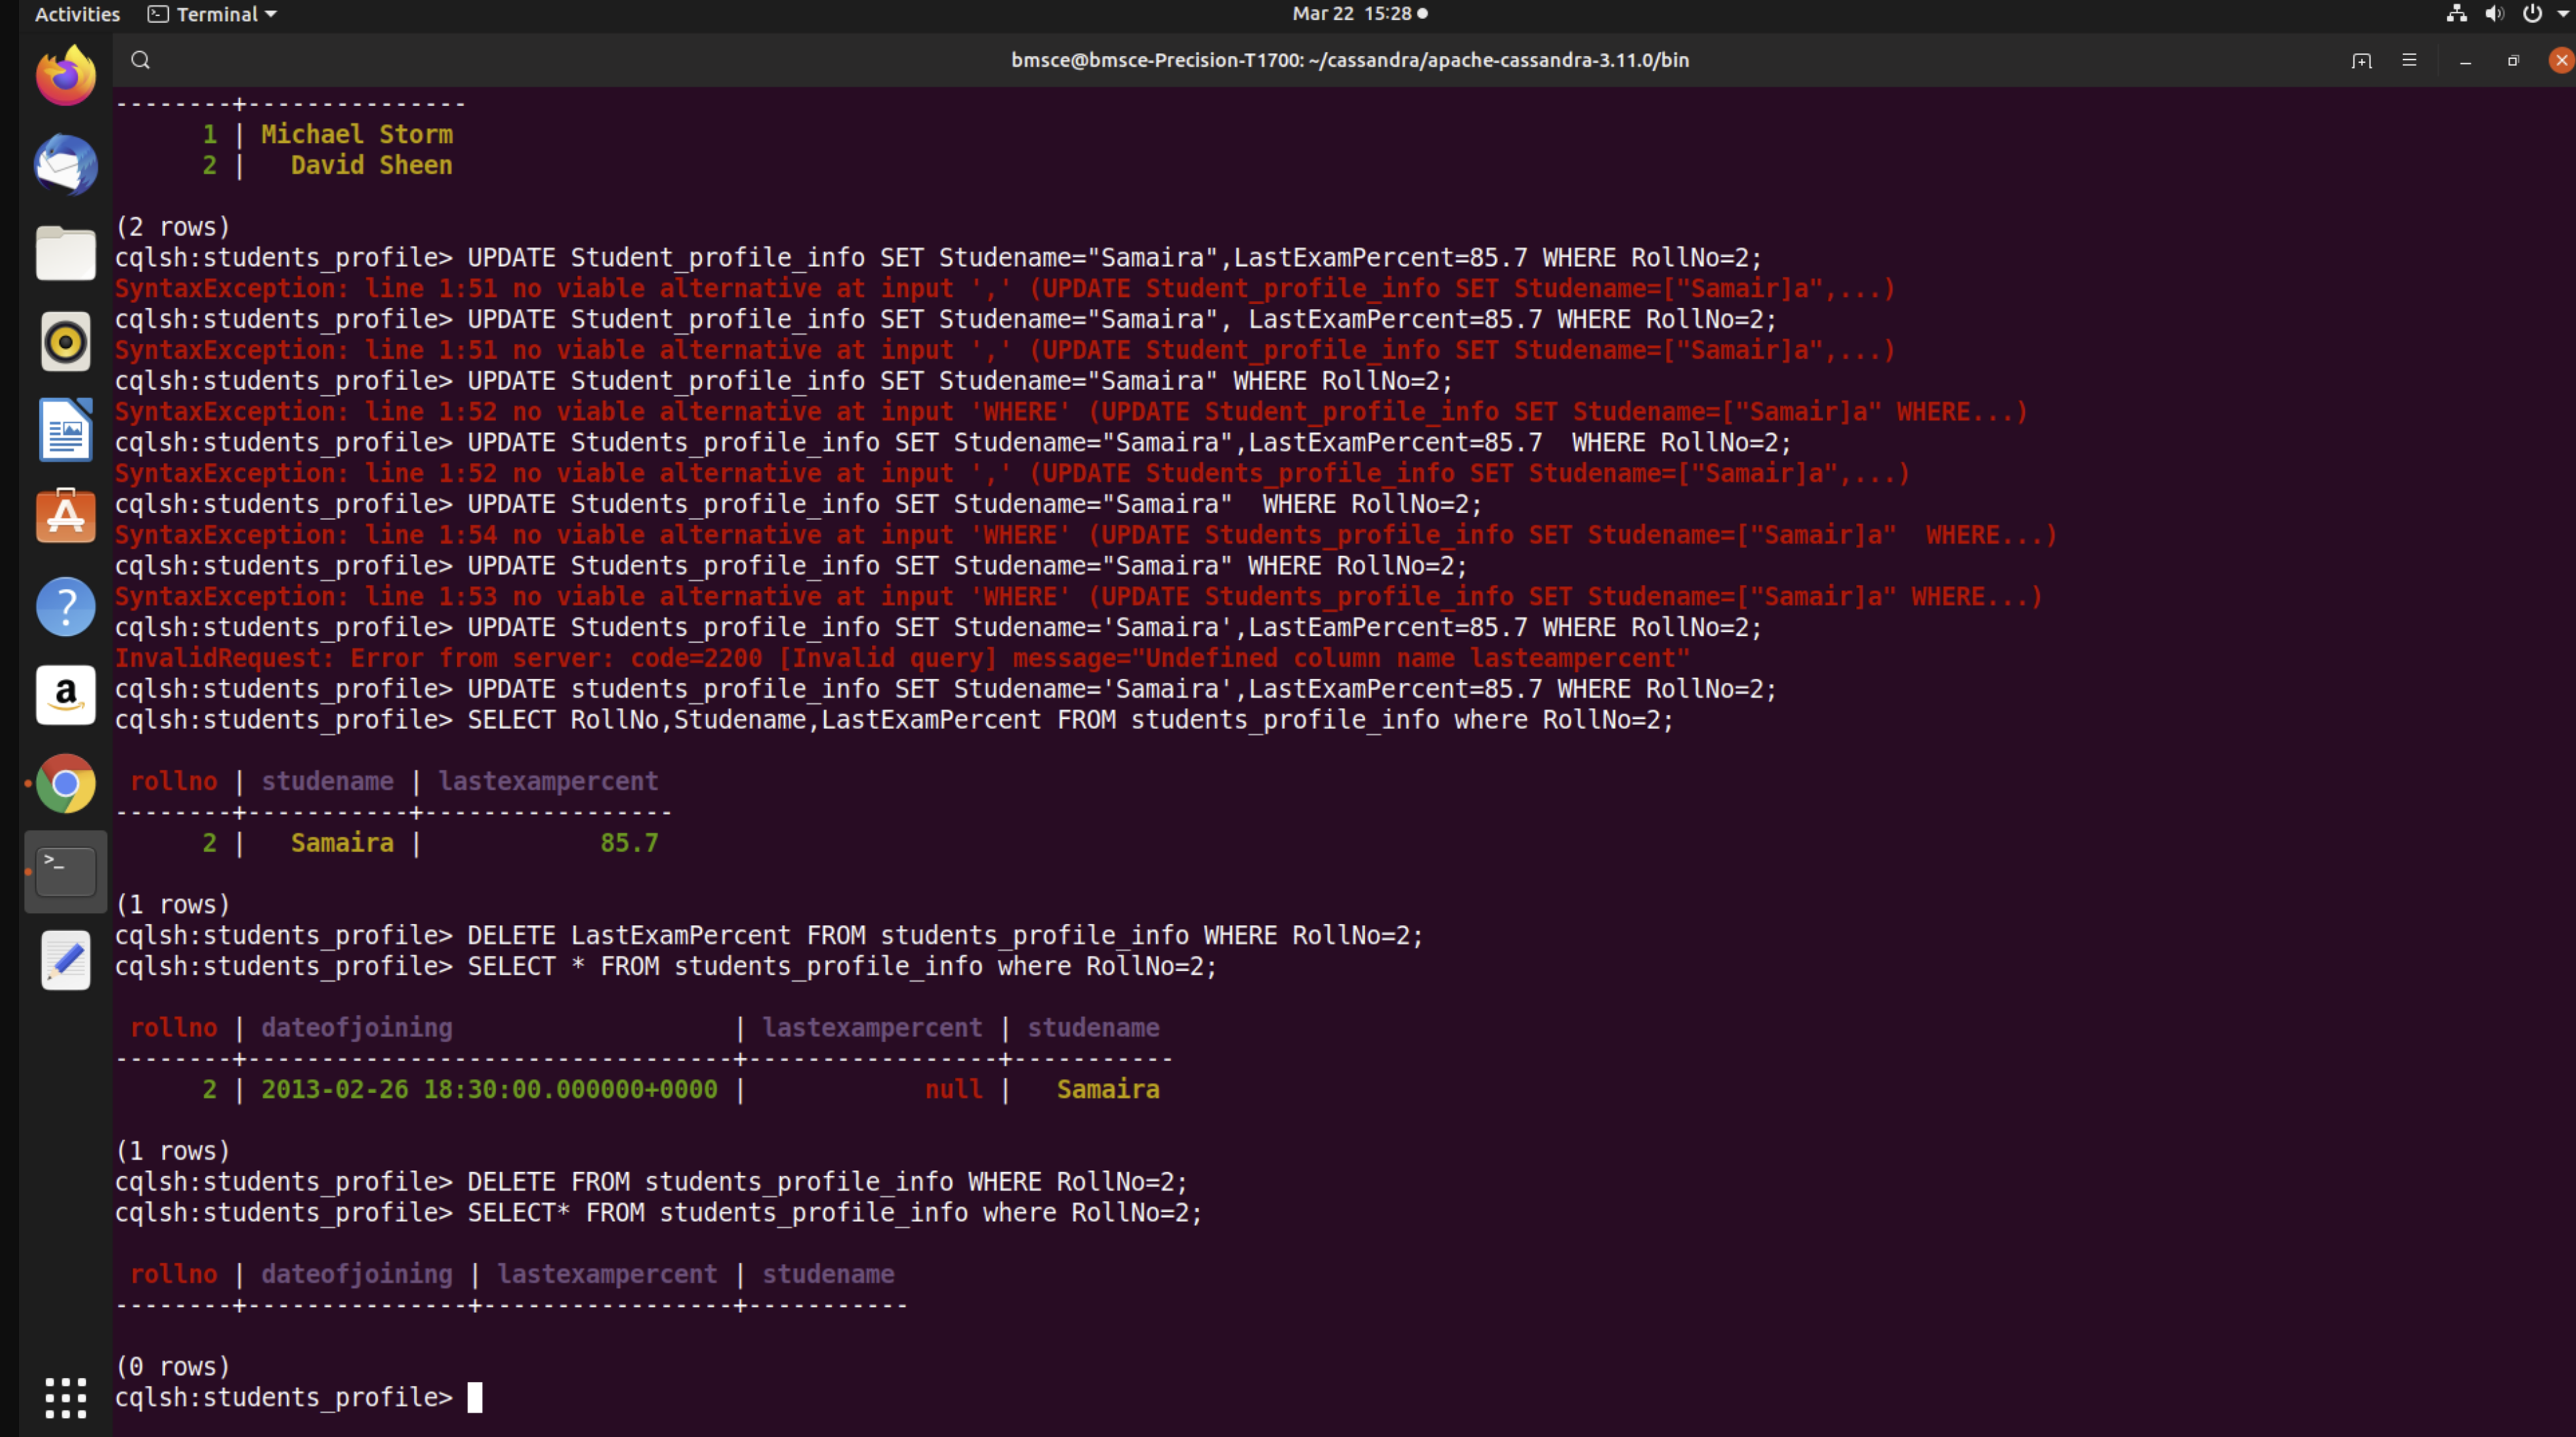 Activities Terminal Mar 22 15:28
bmsce@bmsce-Precision-T1700: ~/cassandra/apache-cassandra-3.11.0/bin
--------+---------------
1 | Michael Storm
2 | David Sheen
(2 rows)
cqlsh:students_profile> UPDATE Student_profile_info SET Studename="Samaira",LastExamPercent=85.7 WHERE RollNo=2;
SyntaxException: line 1:51 no viable alternative at input ',' (UPDATE Student_profile_info SET Studename=["Samair]a",...)
cqlsh:students_profile> UPDATE Student_profile_info SET Studename="Samaira", LastExamPercent=85.7 WHERE RollNo=2;
SyntaxException: line 1:51 no viable alternative at input ',' (UPDATE Student_profile_info SET Studename=["Samair]a",...)
cqlsh:students_profile> UPDATE Student_profile_info SET Studename="Samaira" WHERE RollNo=2;
SyntaxException: line 1:52 no viable alternative at input 'WHERE' (UPDATE Student_profile_info SET Studename=["Samair]a" WHERE...)
cqlsh:students_profile> UPDATE Students_profile_info SET Studename="Samaira",LastExamPercent=85.7  WHERE RollNo=2;
SyntaxException: line 1:52 no viable alternative at input ',' (UPDATE Students_profile_info SET Studename=["Samair]a",...)
cqlsh:students_profile> UPDATE Students_profile_info SET Studename="Samaira"  WHERE RollNo=2;
SyntaxException: line 1:54 no viable alternative at input 'WHERE' (UPDATE Students_profile_info SET Studename=["Samair]a"  WHERE...)
cqlsh:students_profile> UPDATE Students_profile_info SET Studename="Samaira" WHERE RollNo=2;
SyntaxException: line 1:53 no viable alternative at input 'WHERE' (UPDATE Students_profile_info SET Studename=["Samair]a" WHERE...)
cqlsh:students_profile> UPDATE Students_profile_info SET Studename='Samaira',LastEamPercent=85.7 WHERE RollNo=2;
InvalidRequest: Error from server: code=2200 [Invalid query] message="Undefined column name lasteampercent"
cqlsh:students_profile> UPDATE students_profile_info SET Studename='Samaira',LastExamPercent=85.7 WHERE RollNo=2;
cqlsh:students_profile> SELECT RollNo,Studename,LastExamPercent FROM students_profile_info where RollNo=2;
rollno | studename | lastexampercent
--------+-----------+-----------------
2 | Samaira | 85.7
(1 rows)
cqlsh:students_profile> DELETE LastExamPercent FROM students_profile_info WHERE RollNo=2;
cqlsh:students_profile> SELECT * FROM students_profile_info where RollNo=2;
rollno | dateofjoining | lastexampercent | studename
--------+---------------------------------+-----------------+-----------
2 | 2013-02-26 18:30:00.000000+0000 | null | Samaira
(1 rows)
cqlsh:students_profile> DELETE FROM students_profile_info WHERE RollNo=2;
cqlsh:students_profile> SELECT* FROM students_profile_info where RollNo=2;
rollno | dateofjoining | lastexampercent | studename
--------+---------------+-----------------+-----------
(0 rows)
cqlsh:students_profile>